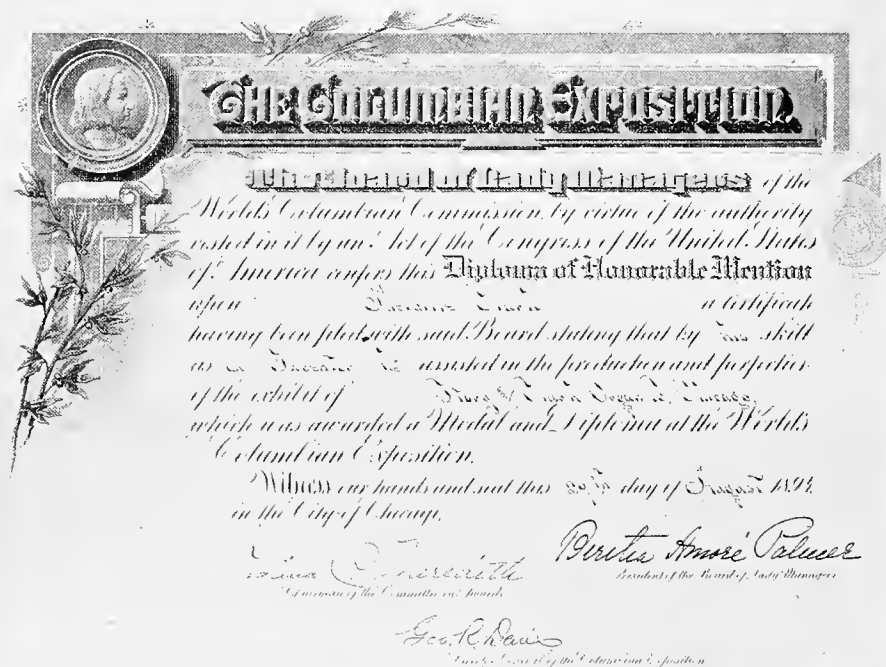 THE COLUMBIAN EXPOSITION.
The Board of Lady Managers of the
World's Columbian Commission, by virtue of the authority
vested in it by an Act of the Congress of the United States
of America confers this Diploma of Honorable Mention
upon a Certificate
having been filed with said Board stating that by his skill
as assisted in the production and perfection
of the exhibit of
which was awarded a Medal and Diploma at the World's
Columbian Exposition.
Witness our hands and seal this day of August 1894
in the City of Chicago.
Bertha Honoré Palmer
President of the Board of Lady Managers
Chairman of the Committee on Awards
Geo. R. Davis
of the Columbian Exposition